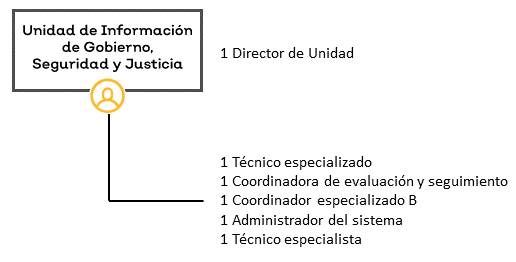 Unidad de Información
de Gobierno,
Seguridad y Justicia
1 Director de Unidad
1 Técnico especializado
1 Coordinadora de evaluación y seguimiento
1 Coordinador especializado B
1 Administrador del sistema
1 Técnico especialista